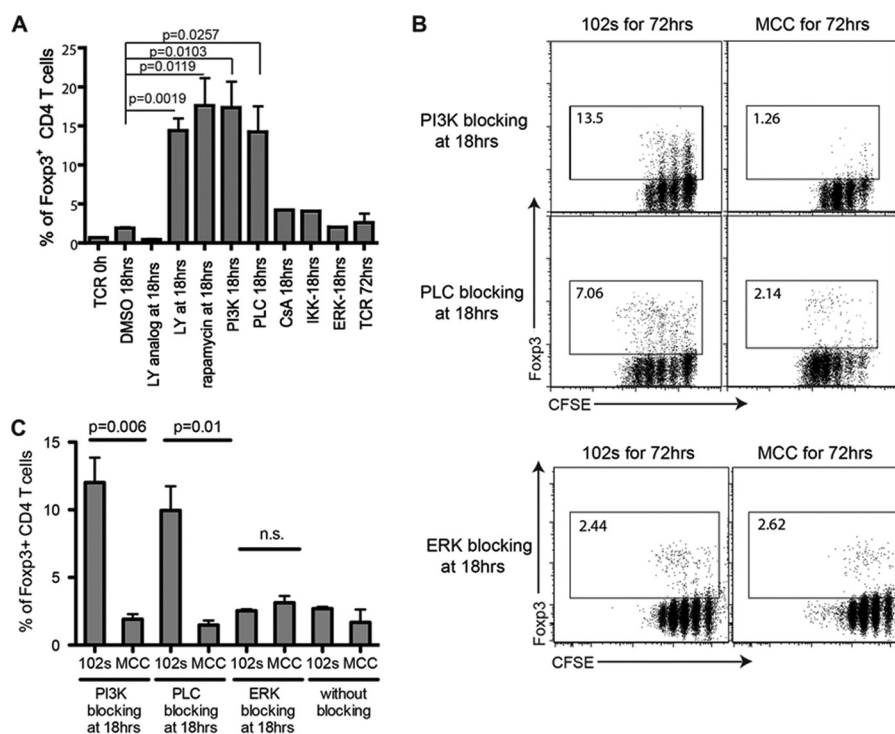 A
p=0.0257
p=0.0103
p=0.0119
p=0.0019
% of Foxp3+ CD4 T cells
25
20
15
10
5
0
TCR 0h
DMSO 18hrs
LY analog at 18hrs
LY at 18hrs
rapamycin at 18hrs
PI3K 18hrs
PLC 18hrs
CsA 18hrs
IKK-18hrs
ERK-18hrs
TCR 72hrs
B
102s for 72hrs
MCC for 72hrs
PI3K blocking
at 18hrs
13.5
1.26
PLC blocking
at 18hrs
7.06
2.14
Foxp3
CFSE
102s for 72hrs
MCC for 72hrs
ERK blocking
at 18hrs
2.44
2.62
Foxp3
CFSE
C
p=0.006
p=0.01
n.s.
% of Foxp3+ CD4 T cells
15
10
5
0
102s MCC 102s MCC 102s MCC 102s MCC
PI3K
blocking
at 18hrs
PLC
blocking
at 18hrs
ERK
blocking
at 18hrs
without
blocking